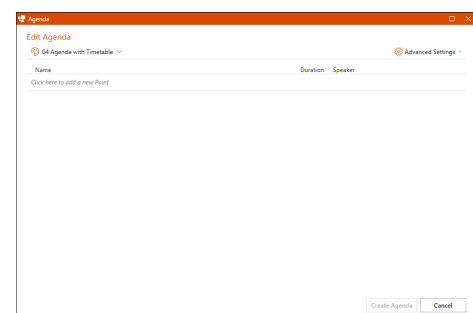 Agenda
Edit Agenda
04 Agenda with Timetable
Advanced Settings
Name Duration Speaker
Click here to add a new Point
Create Agenda Cancel